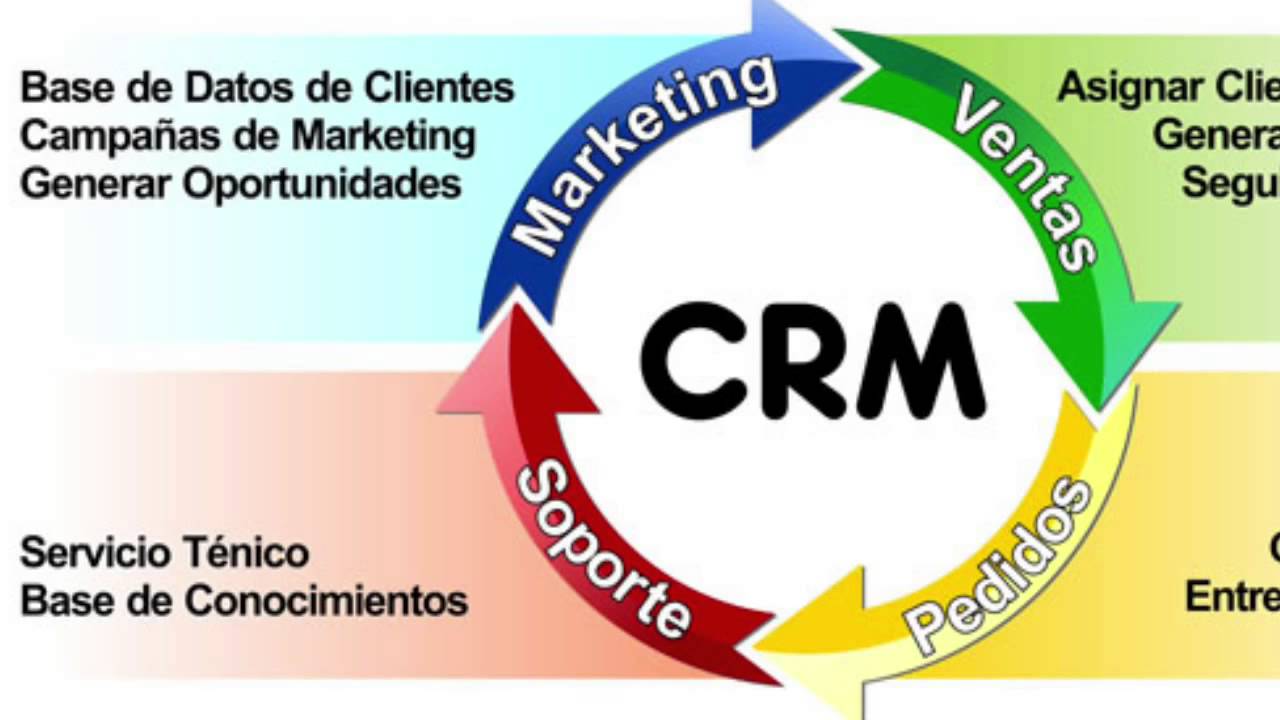 Base de Datos de Clientes
Campañas de Marketing
Generar Oportunidades
Marketing
Ventas
Asignar
CRM
Soporte
Pedidos
Servicio Ténico
Base de Conocimientos